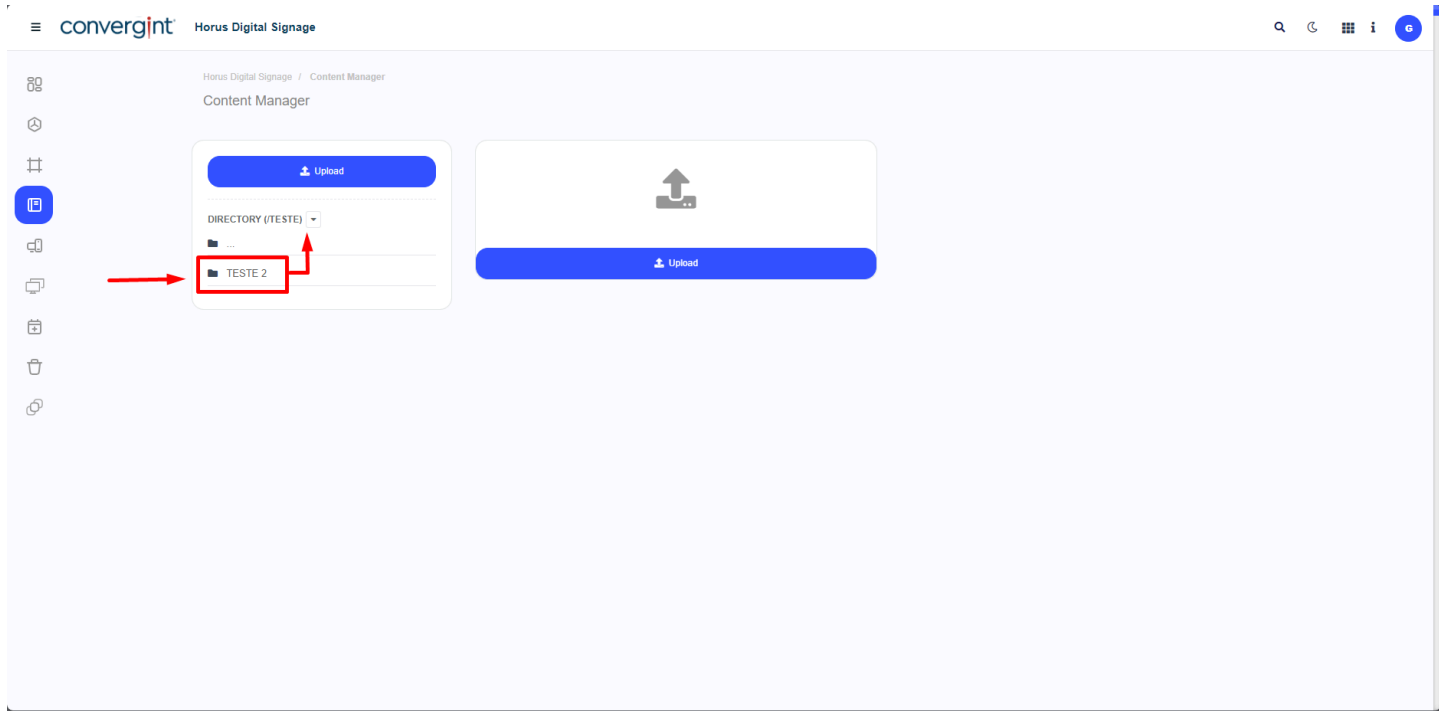 convergint Horus Digital Signage
G
Horus Digital Signage / Content Manager
Content Manager
Upload
DIRECTORY (/TESTE)
...
TESTE 2
Upload